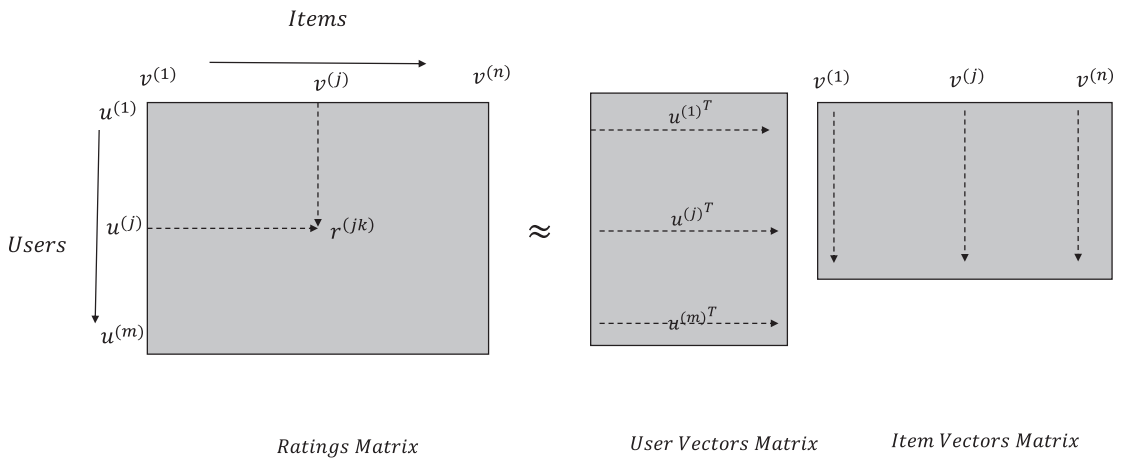 Items
v⁽¹⁾ v⁽ʲ⁾ v⁽ⁿ⁾
u⁽¹⁾
u⁽ʲ⁾ r⁽ʲᵏ⁾
Users
u⁽ᵐ⁾
≈
u⁽¹⁾ᵀ
u⁽ʲ⁾ᵀ
u⁽ᵐ⁾ᵀ
v⁽¹⁾ v⁽ʲ⁾ v⁽ⁿ⁾
Ratings Matrix
User Vectors Matrix
Item Vectors Matrix